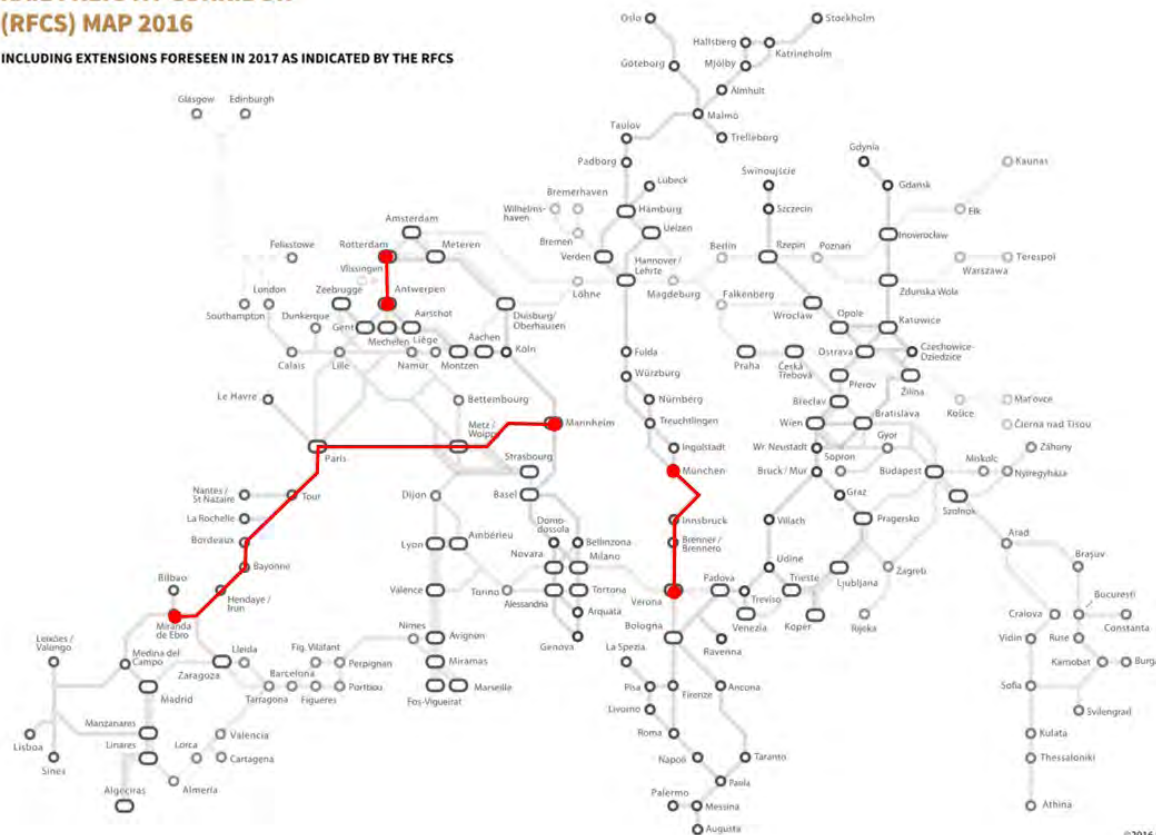 (RFCS) MAP 2016
INCLUDING EXTENSIONS FORESEEN IN 2017 AS INDICATED BY THE RFCS
Oslo
Stockholm
Hallsberg
Katrineholm
Göteborg
Mjölby
Älmhult
Glasgow
Edinburgh
Malmö
Taulov
Trelleborg
Padborg
Gdynia
Kaunas
Świnoujście
Lübeck
Gdańsk
Bremerhaven
Wilhelms-
haven
Hamburg
Szczecin
Ełk
Amsterdam
Uelzen
Bremen
Inowrocław
Felixstowe
Rotterdam
Meteren
Verden
Hannover /
Lehrte
Berlin
Rzepin
Poznan
Warszawa
Terespol
Vlissingen
London
Zeebrugge
Antwerpen
Löhne
Magdeburg
Falkenberg
Zduńska Wola
Southampton
Dunkerque
Gent
Aarschot
Duisburg/
Oberhausen
Wrocław
Opole
Katowice
Mechelen
Liège
Aachen
Köln
Calais
Lille
Namur
Montzen
Fulda
Praha
Česká
Třebová
Ostrava
Czechowice-
Dziedzice
Würzburg
Přerov
Žilina
Le Havre
Bettembourg
Nürnberg
Břeclav
Košice
Maťovce
Metz /
Woippy
Mannheim
Treuchtlingen
Wien
Bratislava
Čierna nad Tisou
Paris
Strasbourg
Ingolstadt
Wr. Neustadt
Sopron
Gyor
Záhony
Nantes /
St Nazaire
Tour
Dijon
Basel
München
Bruck / Mur
Budapest
Miskolc
Nyíregyháza
La Rochelle
Graz
Szolnok
Bordeaux
Lyon
Ambérieu
Domo-
dossola
Bellinzona
Innsbruck
Brenner /
Brennero
Villach
Pragersko
Arad
Bayonne
Novara
Milano
Udine
Braşuv
Bilbao
Hendaye /
Irun
Valence
Torino
Alessandria
Tortona
Verona
Padova
Treviso
Trieste
Ljubljana
Zagreb
Bucuresti
Miranda
de Ebro
Arquata
Bologna
Venezia
Koper
Rijeka
Craiova
Constanta
Leixões /
Valongo
Medina del
Campo
Zaragoza
Lleida
Fig. Vilafant
Perpignan
Nimes
Avignon
Genova
Ravenna
Vidin
Ruse
La Spezia
Karnobat
Burg
Madrid
Barcelona
Tarragona
Figueres
Portbou
Miramas
Fos-Viguerat
Marseille
Pisa
Firenze
Ancona
Sofia
Livorno
Svilengrad
Lisboa
Manzanares
Valencia
Roma
Kulata
Sines
Linares
Lorca
Cartagena
Napoli
Taranto
Thessaloniki
Almería
Paola
Algeciras
Palermo
Messina
Athina
Augusta
©2016